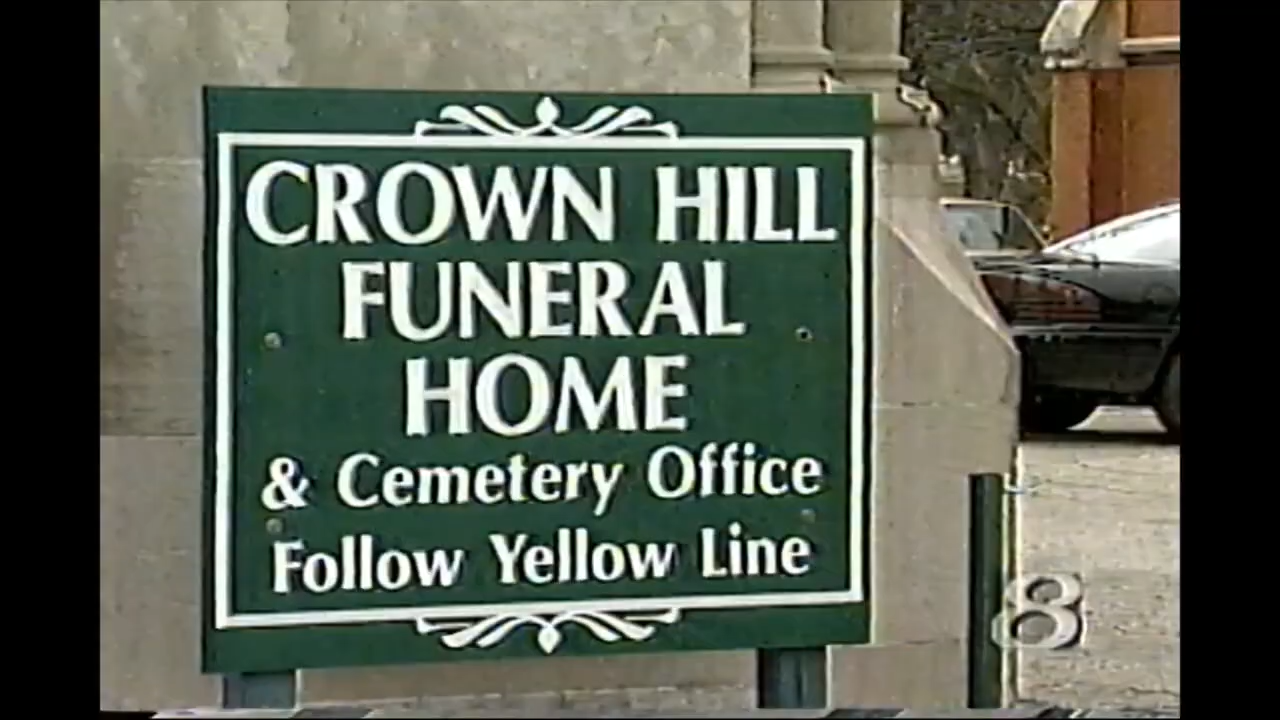 CROWN HILL
FUNERAL
HOME
& Cemetery Office
Follow Yellow Line
8